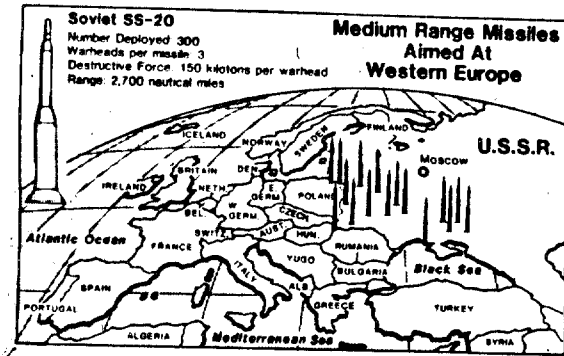 Soviet SS-20
Number Deployed: 300
Warheads per missile: 3
Destructive Force: 150 kilotons per warhead
Range: 2,700 nautical miles
Medium Range Missiles
Aimed At
Western Europe
ICELAND
NORWAY
SWEDEN
FINLAND
U.S.S.R.
Moscow
BRITAIN
IRELAND
DEN.
NETH.
E. GERM.
POLAND
BEL.
W. GERM.
CZECH.
Atlantic Ocean
FRANCE
SWITZ.
AUST.
HUN.
RUMANIA
YUGO
ITALY
BULGARIA
Black Sea
SPAIN
ALB.
PORTUGAL
GREECE
TURKEY
ALGERIA
Mediterranean Sea
SYRIA